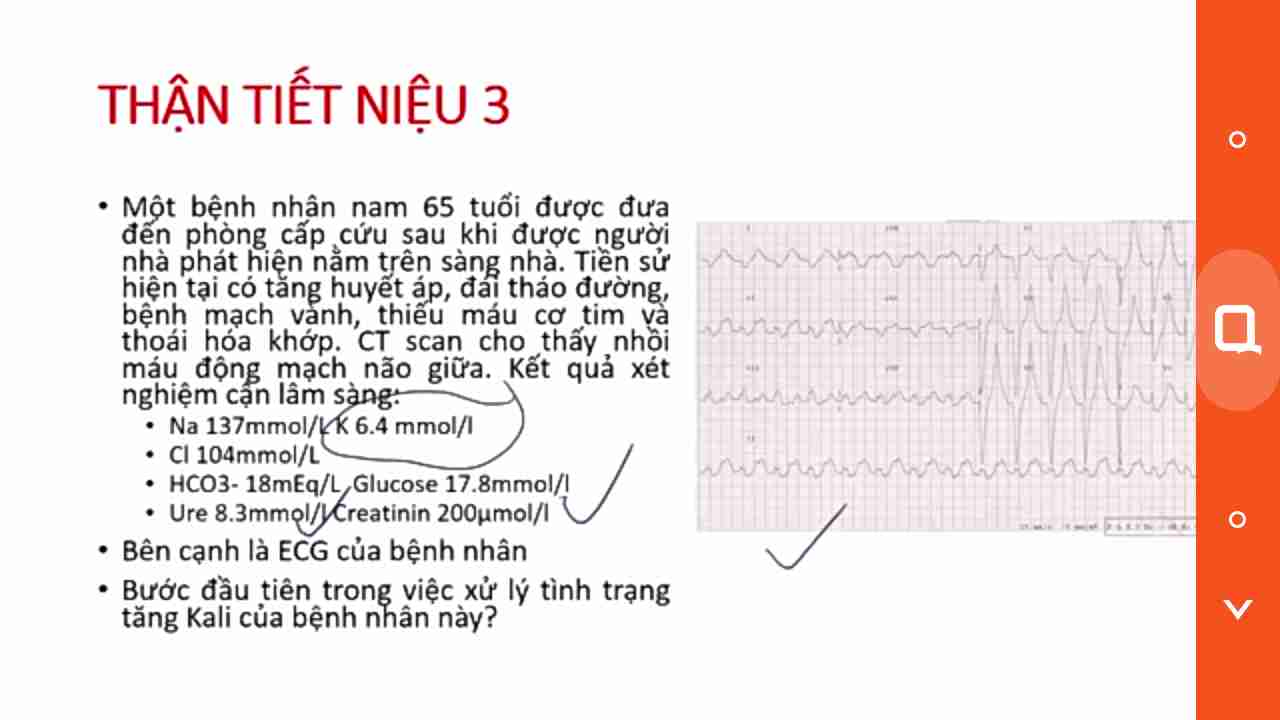 THẬN TIẾT NIỆU 3
• Một bệnh nhân nam 65 tuổi được đưa
đến phòng cấp cứu sau khi được người
nhà phát hiện nằm trên sàng nhà. Tiền sử
hiện tại có tăng huyết áp, đái tháo đường,
bệnh mạch vành, thiếu máu cơ tim và
thoái hóa khớp. CT scan cho thấy nhồi
máu động mạch não giữa. Kết quả xét
nghiệm cận lâm sàng:
• Na 137mmol/L K 6.4 mmol/l
• Cl 104mmol/L
• HCO3- 18mEq/L Glucose 17.8mmol/l
• Ure 8.3mmol/l Creatinin 200µmol/l
• Bên cạnh là ECG của bệnh nhân
• Bước đầu tiên trong việc xử lý tình trạng
tăng Kali của bệnh nhân này?